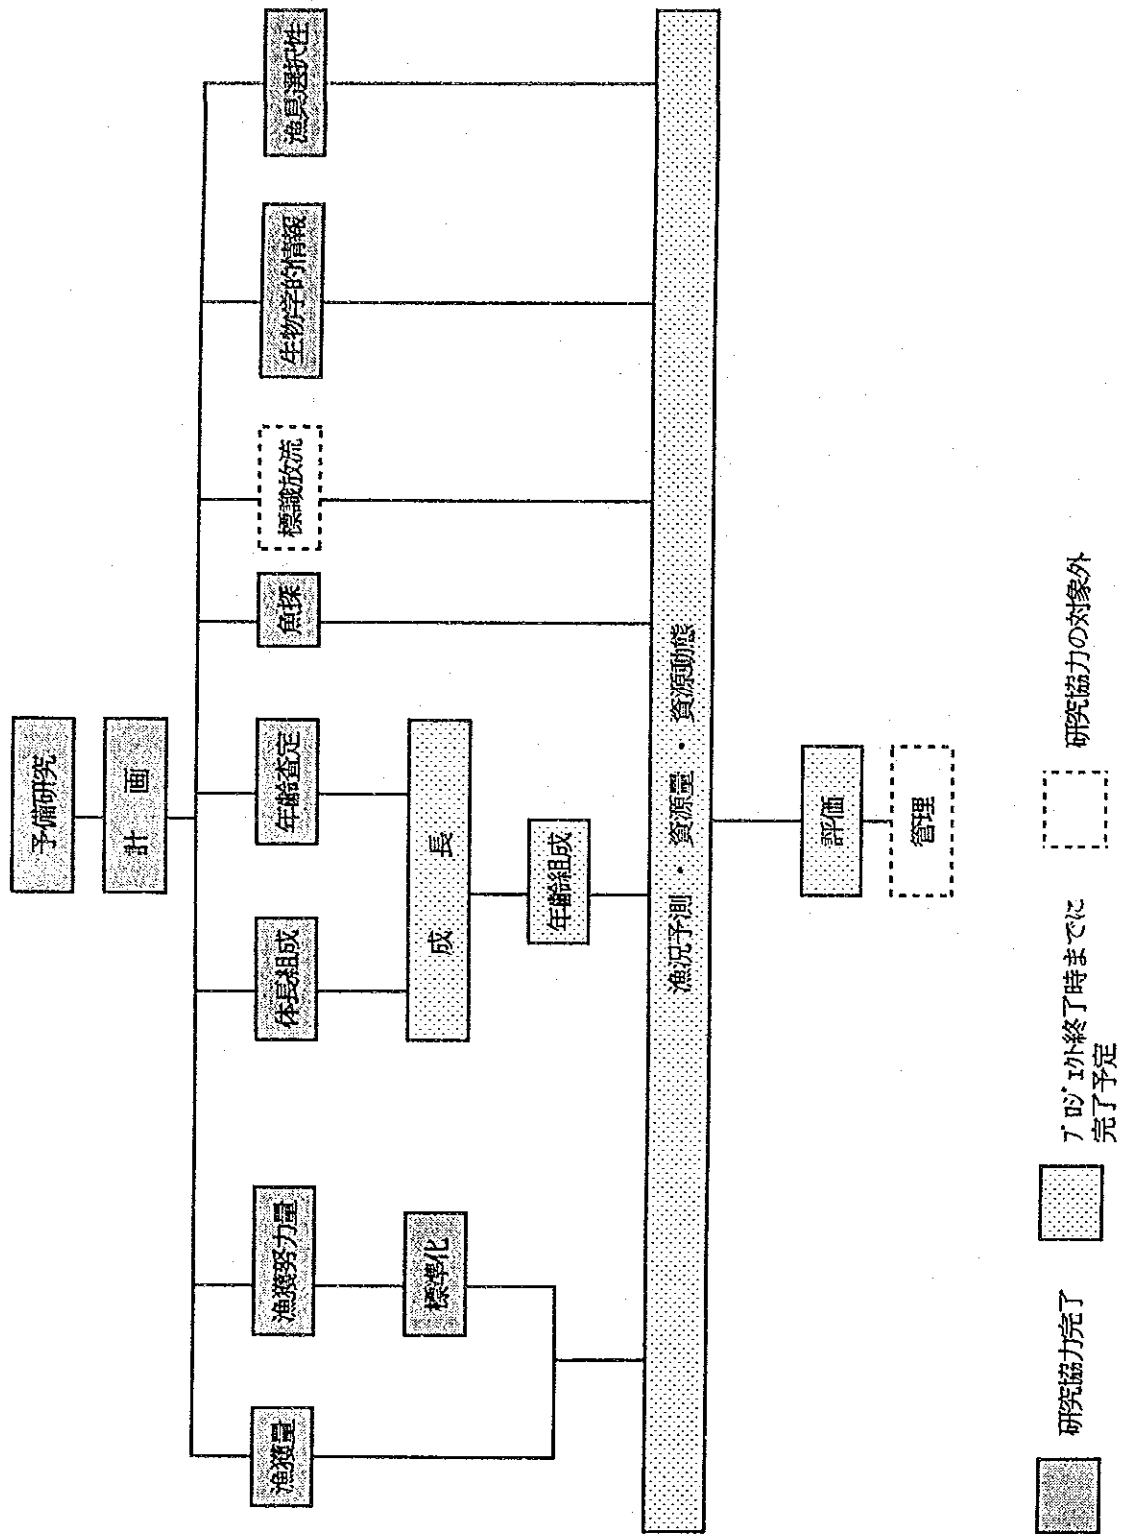 予備研究
計　画
漁獲量
漁獲努力量
体長組成
年齢査定
魚探
標識放流
生物学的情報
漁具選択性
標準化
成　長
年齢組成
漁況予測 ・ 資源量 ・ 資源動態
評価
管理
研究協力完了
プロジェクト終了時までに
完了予定
研究協力の対象外